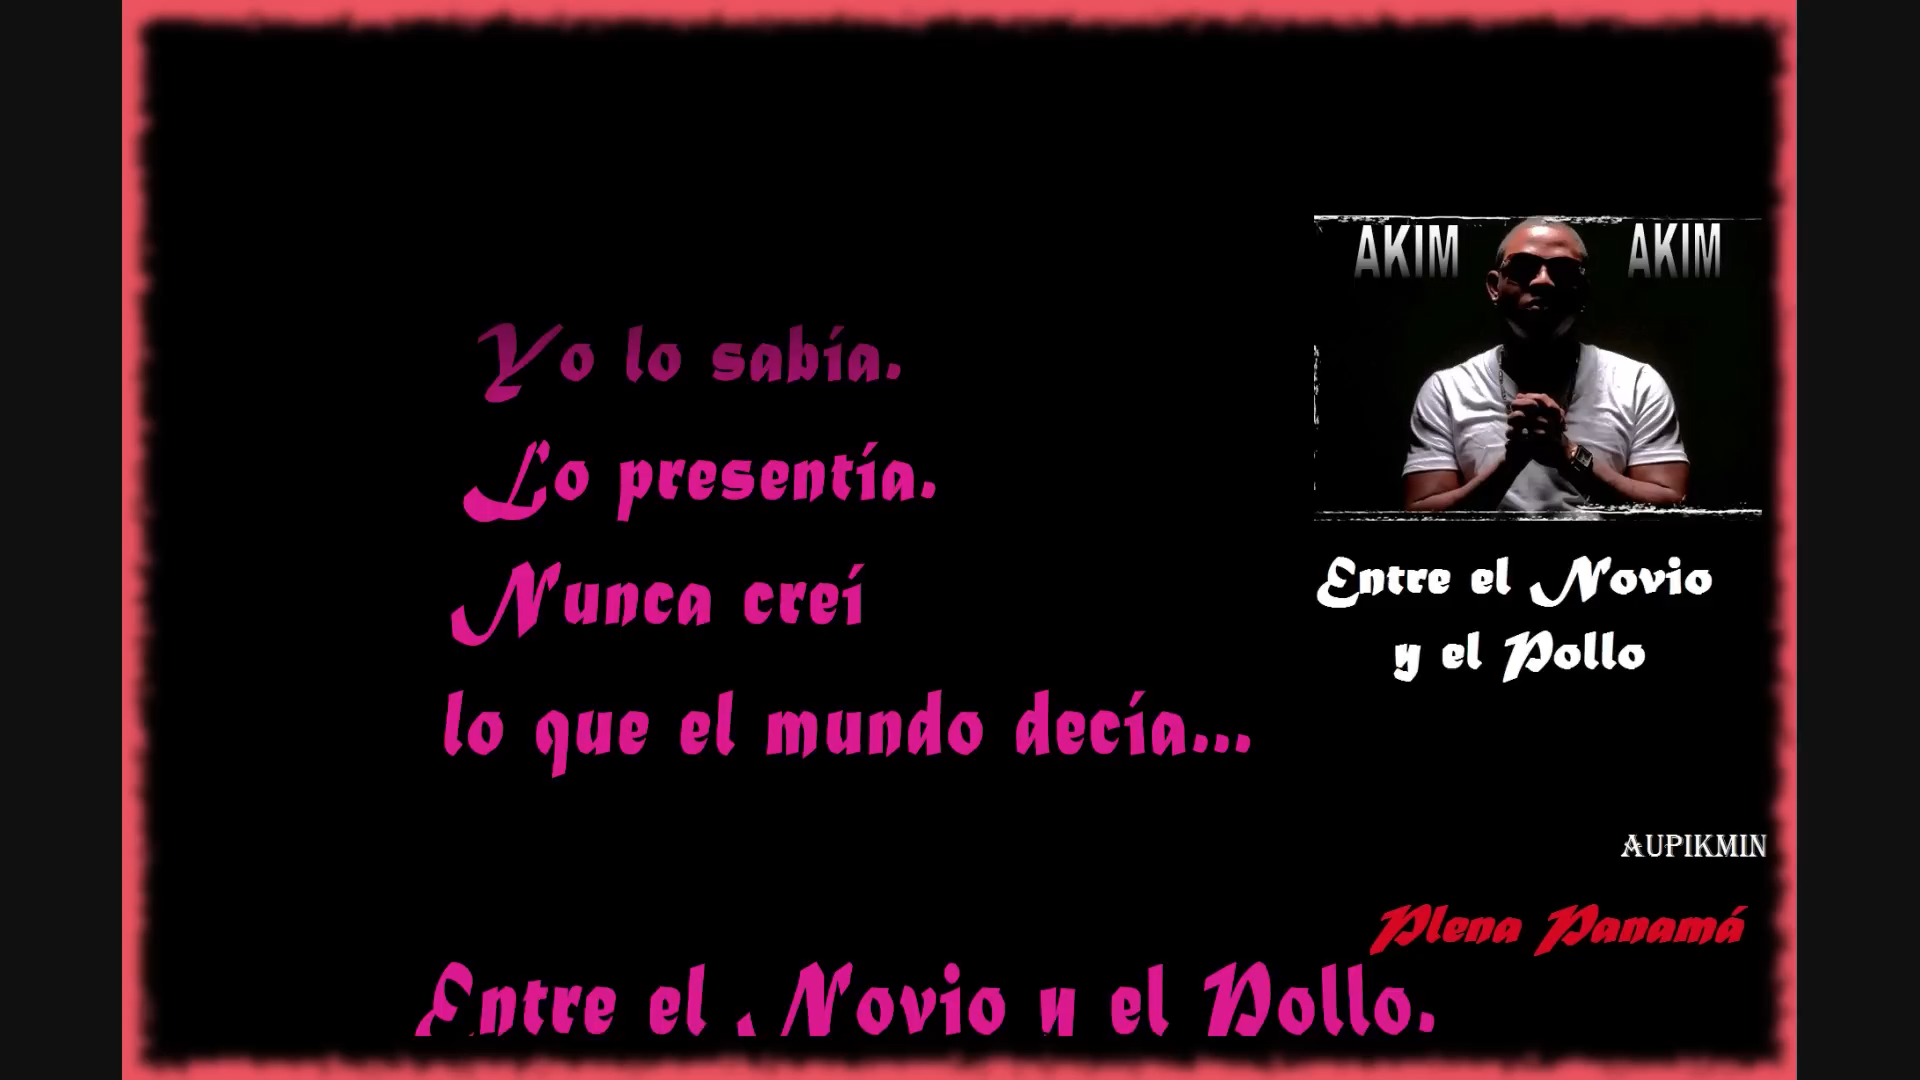 Yo lo sabía.
Lo presentía.
Nunca creí
lo que el mundo decía...
Entre el Novio y el Pollo.
AKIM AKIM
Entre el Novio
y el Pollo
AUPIKMIN
Plena Panamá